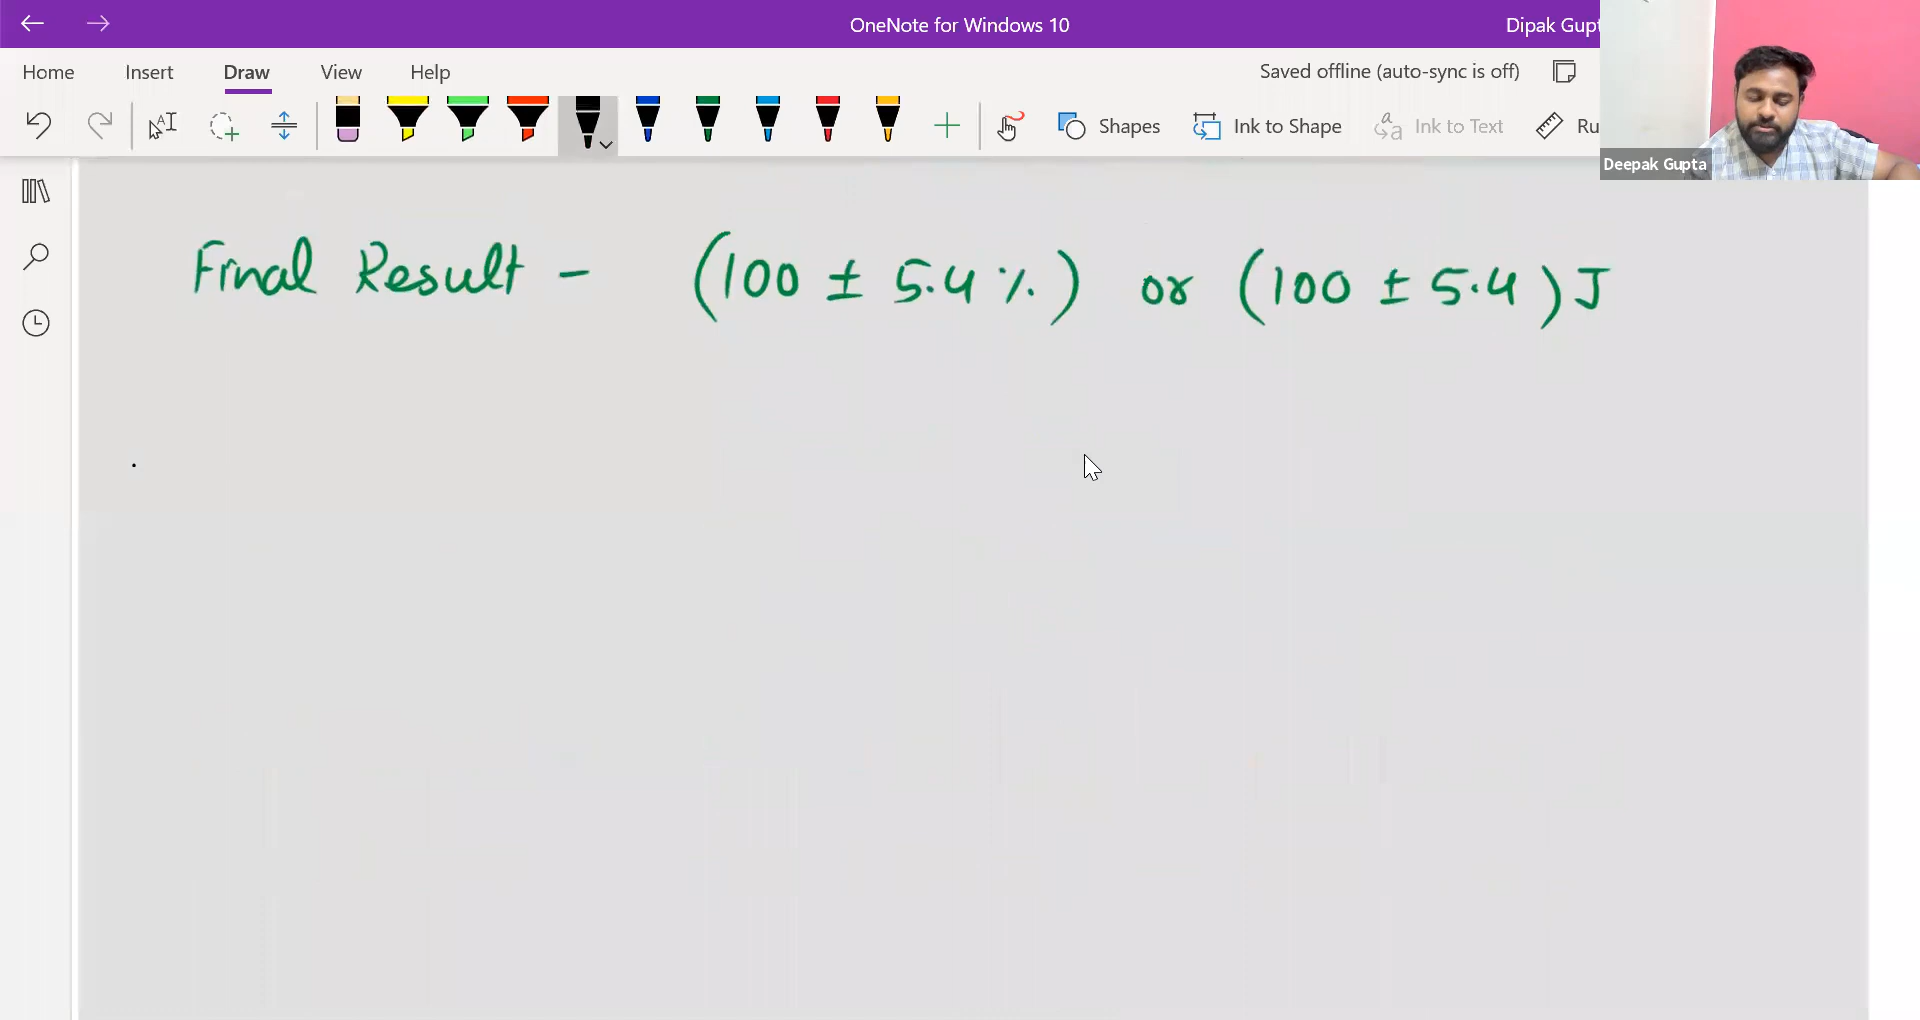 OneNote for Windows 10
Dipak Gupt
Home Insert Draw View Help
Saved offline (auto-sync is off)
Shapes Ink to Shape Ink to Text Ru
Deepak Gupta
Final Result - (100 ± 5.4 %) or (100 ± 5.4) J